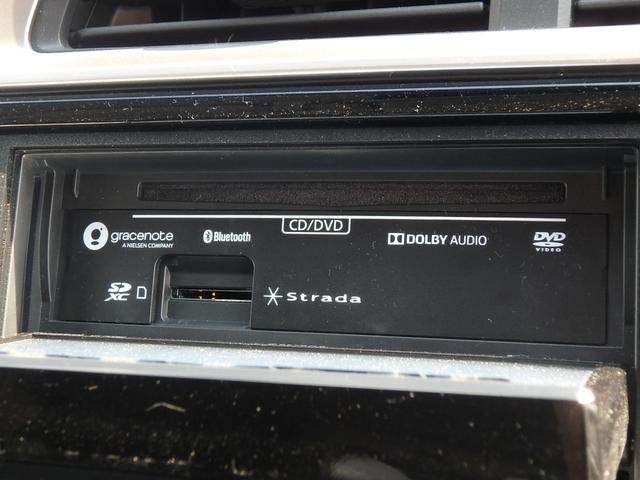 CD/DVD
gracenote
A NIELSEN COMPANY
Bluetooth
DOLBY AUDIO
DVD
VIDEO
SD
XC
Strada